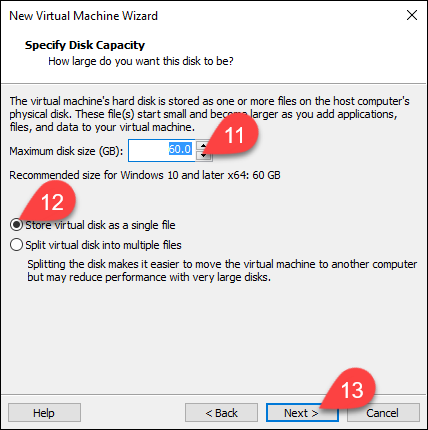 New Virtual Machine Wizard
Specify Disk Capacity
How large do you want this disk to be?
The virtual machine's hard disk is stored as one or more files on the host computer's
physical disk. These file(s) start small and become larger as you add applications,
files, and data to your virtual machine.
11
Maximum disk size (GB): 60.0
Recommended size for Windows 10 and later x64: 60 GB
12
Store virtual disk as a single file
Split virtual disk into multiple files
Splitting the disk makes it easier to move the virtual machine to another computer
but may reduce performance with very large disks.
13
Help < Back Next > Cancel